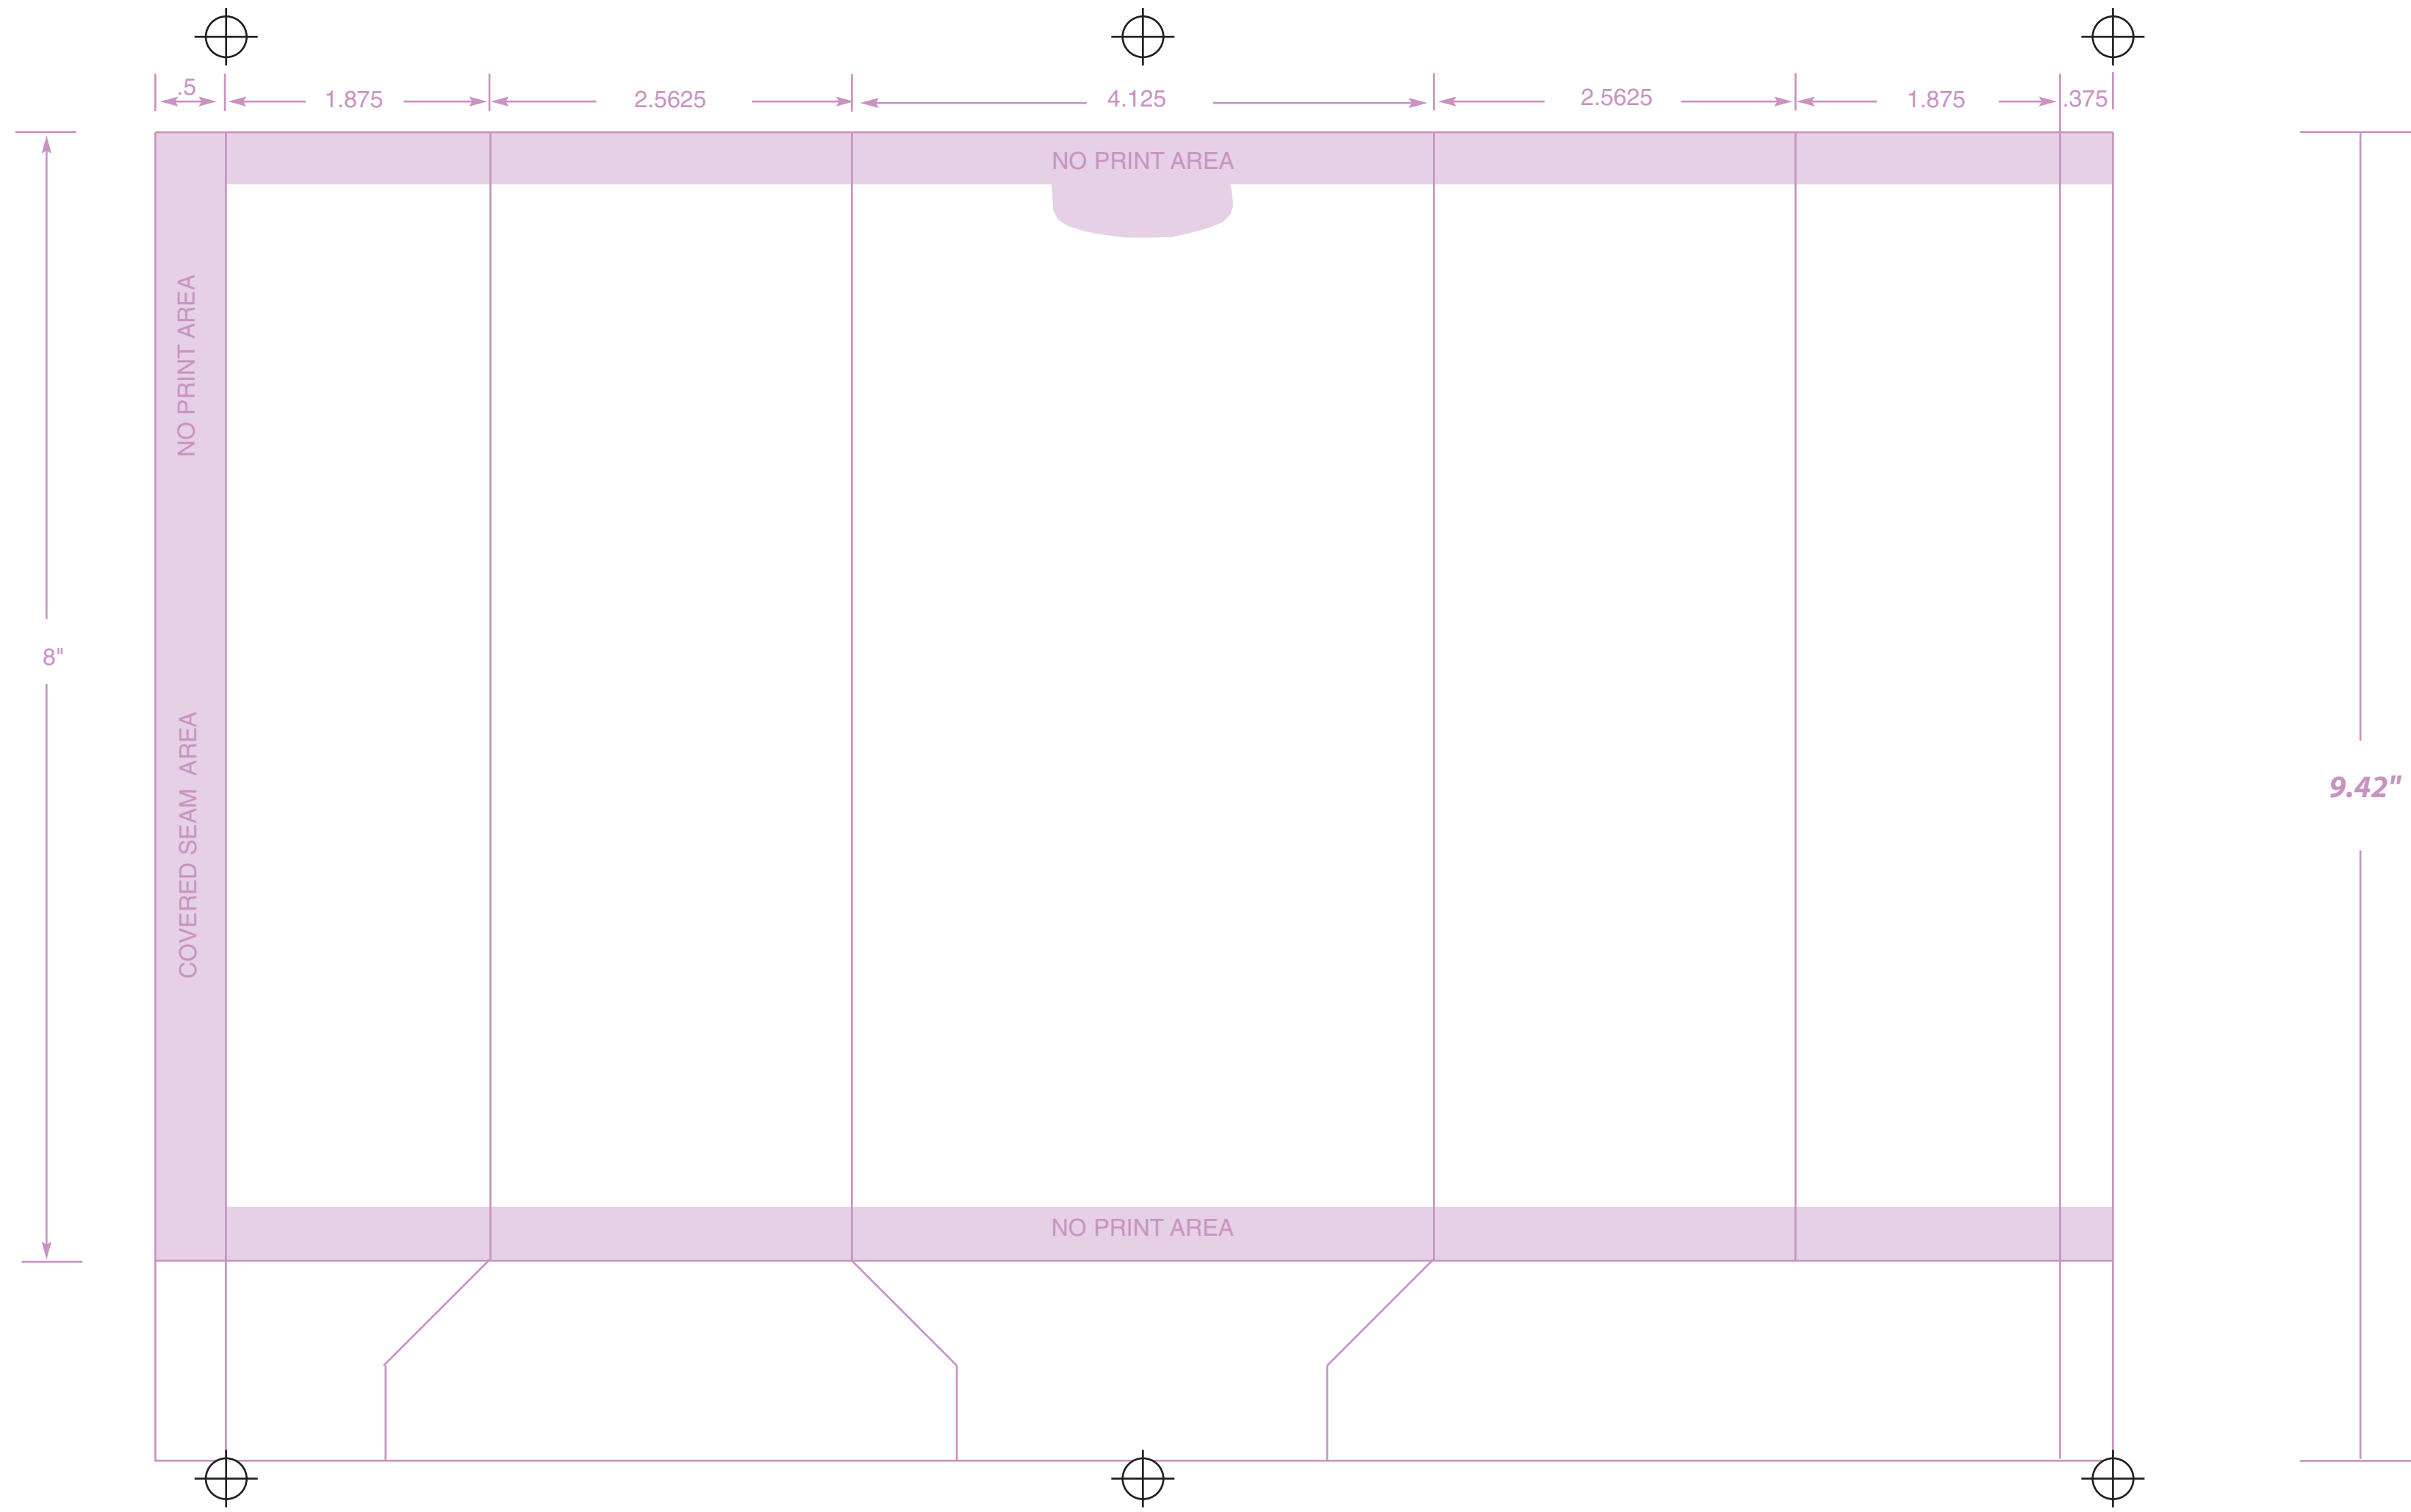 .5
1.875
2.5625
4.125
2.5625
1.875
.375
NO PRINT AREA
NO PRINT AREA
8"
COVERED SEAM AREA
9.42"
NO PRINT AREA